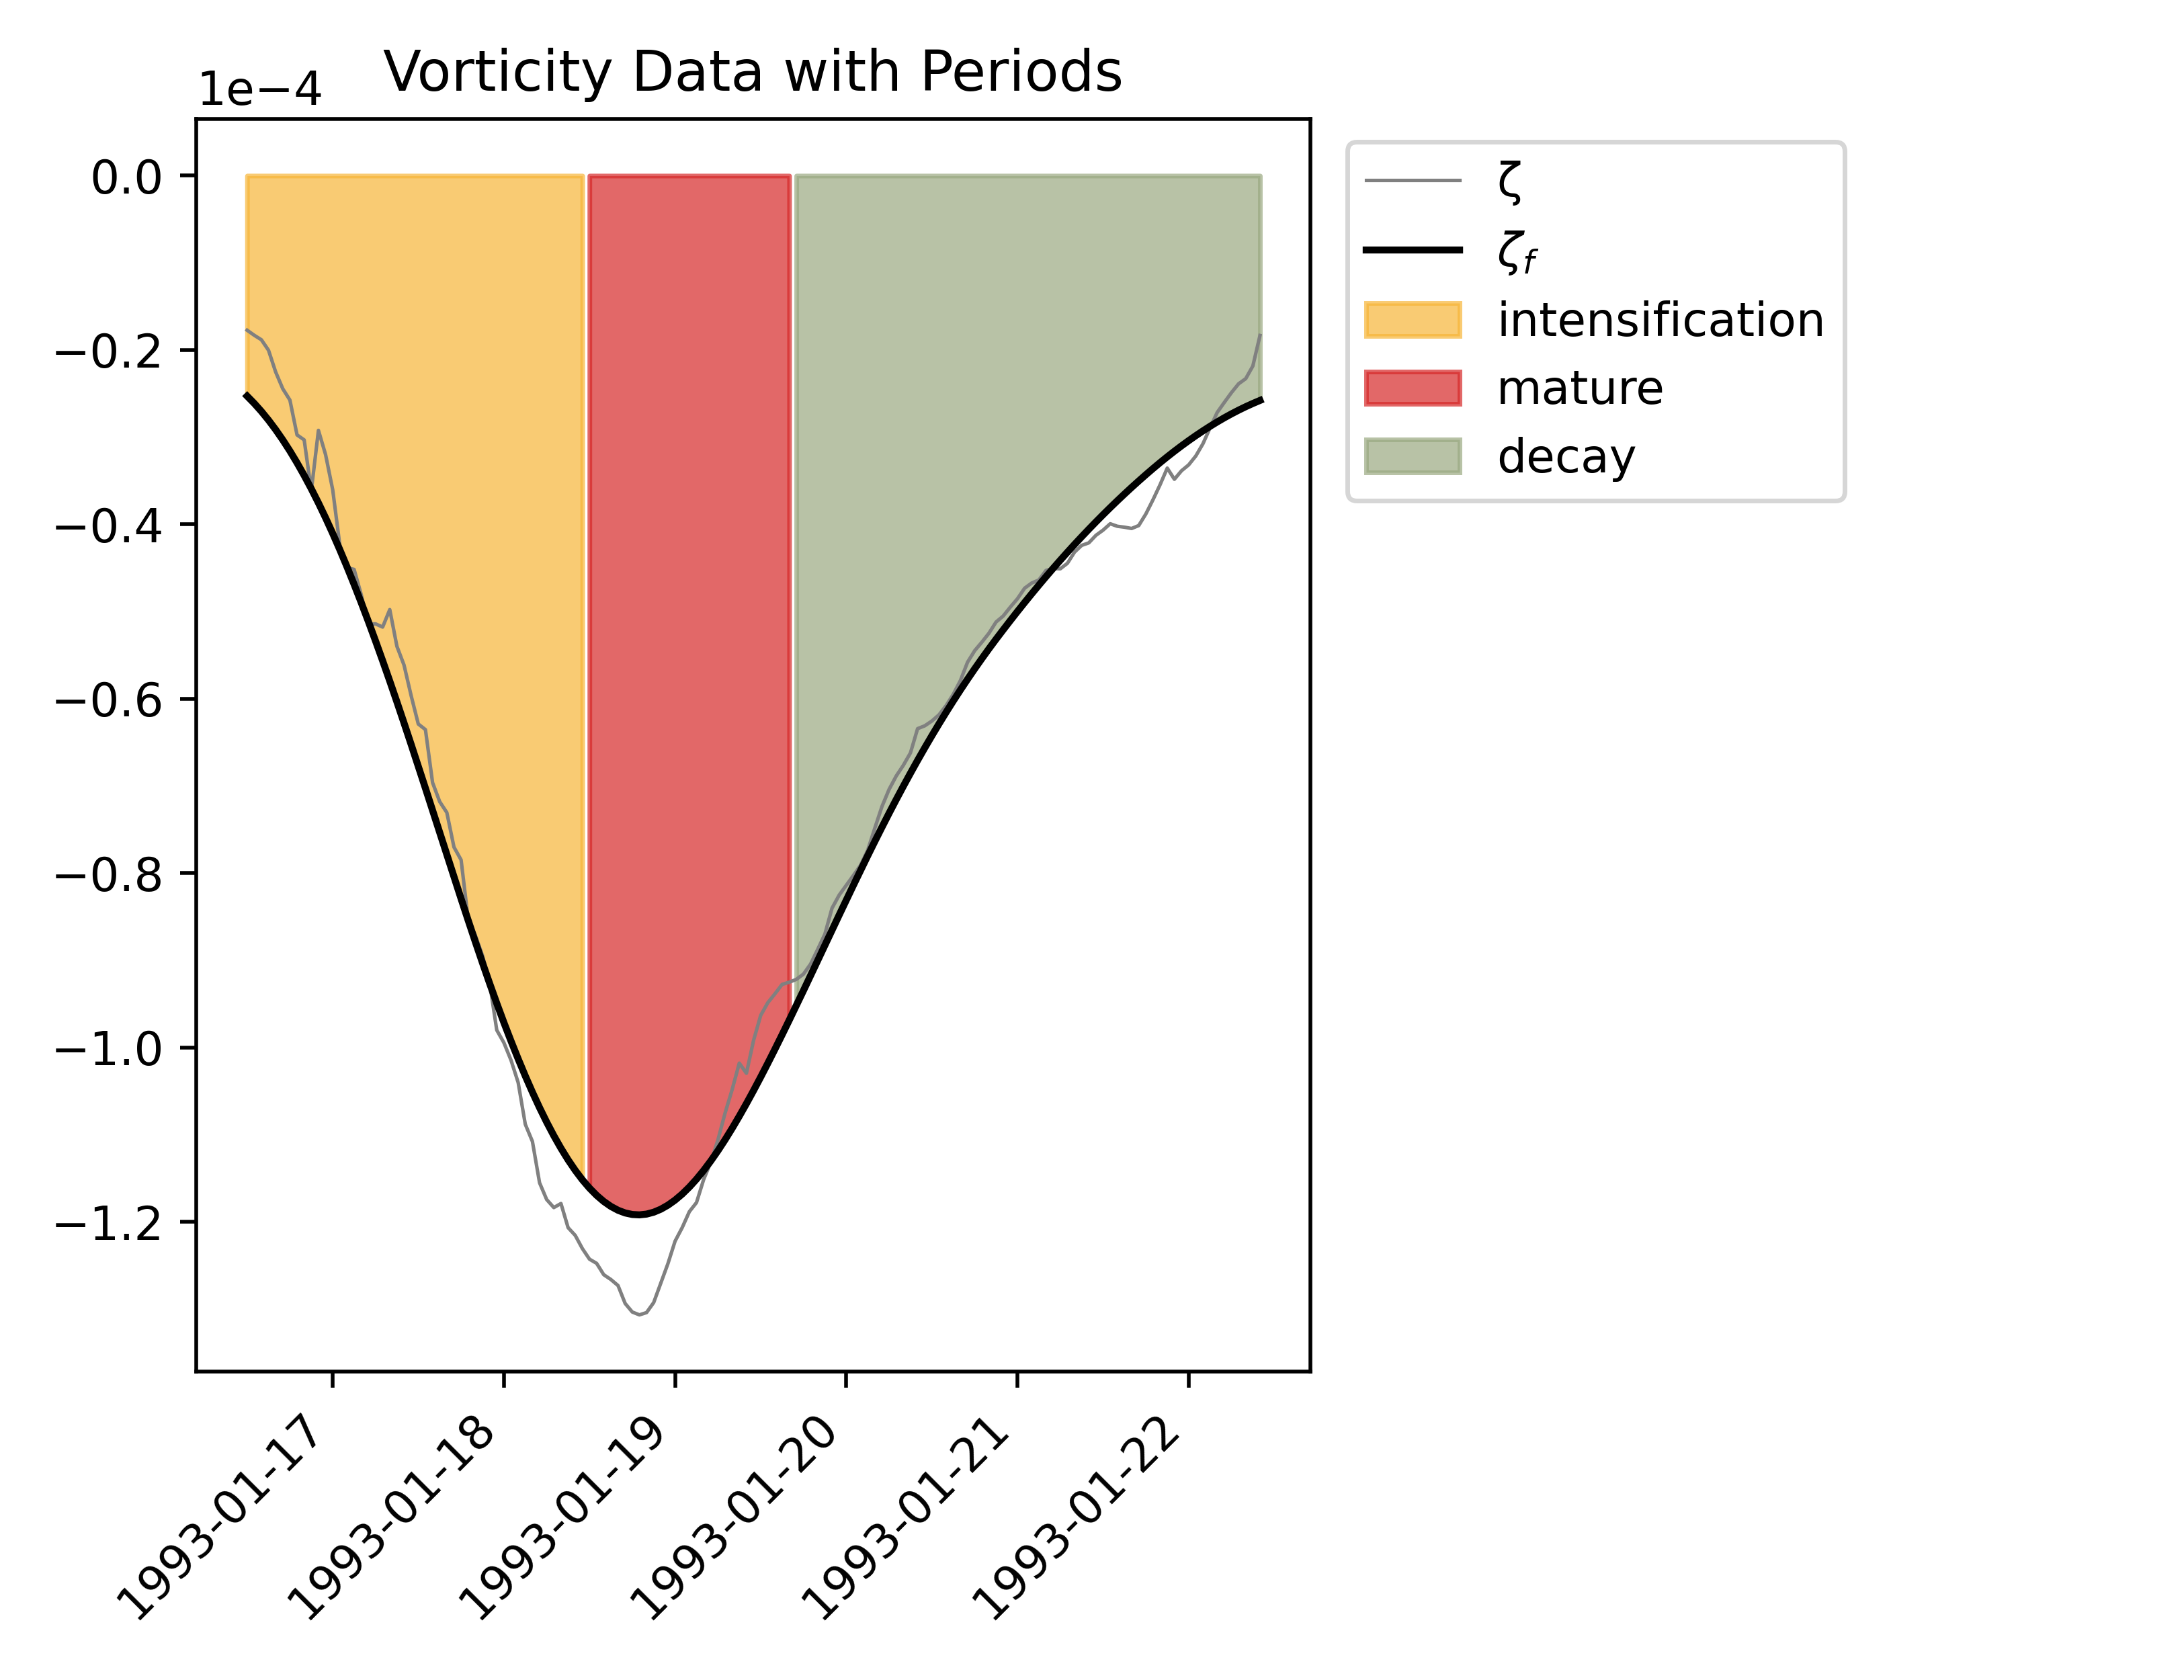 Vorticity Data with Periods
1e−4
0.0
−0.2
−0.4
−0.6
−0.8
−1.0
−1.2
1993-01-17
1993-01-18
1993-01-19
1993-01-20
1993-01-21
1993-01-22
ζ
ζf
intensification
mature
decay